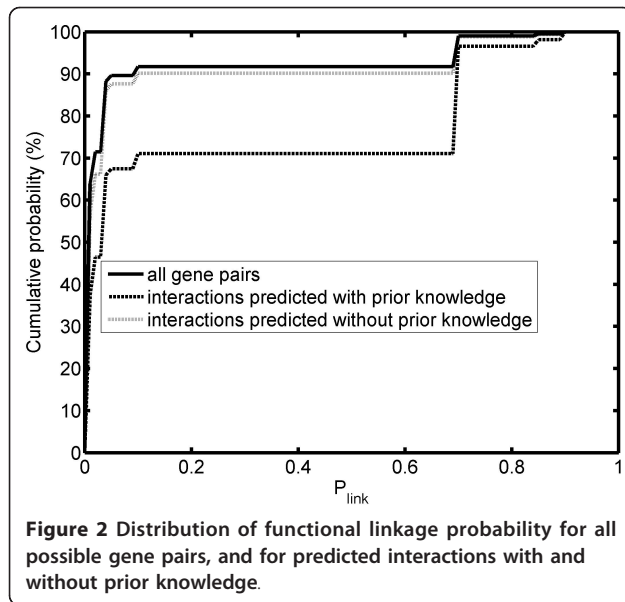 100
90
80
70
60
50
40
30
20
10
0
Cumulative probability (%)
all gene pairs
interactions predicted with prior knowledge
interactions predicted without prior knowledge
0
0.2
0.4
0.6
0.8
1
P_link
Figure 2 Distribution of functional linkage probability for all
possible gene pairs, and for predicted interactions with and
without prior knowledge.